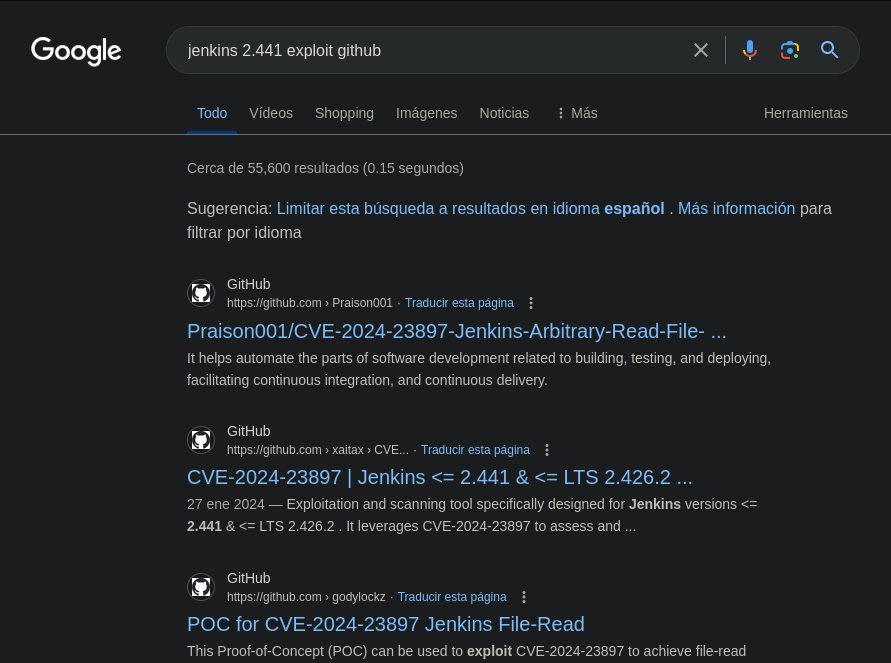 Google
jenkins 2.441 exploit github
Todo Vídeos Shopping Imágenes Noticias Más Herramientas
Cerca de 55,600 resultados (0.15 segundos)
Sugerencia: Limitar esta búsqueda a resultados en idioma español . Más información para
filtrar por idioma
GitHub
https://github.com › Praison001 · Traducir esta página
Praison001/CVE-2024-23897-Jenkins-Arbitrary-Read-File- ...
It helps automate the parts of software development related to building, testing, and deploying,
facilitating continuous integration, and continuous delivery.
GitHub
https://github.com › xaitax › CVE... · Traducir esta página
CVE-2024-23897 | Jenkins <= 2.441 & <= LTS 2.426.2 ...
27 ene 2024 — Exploitation and scanning tool specifically designed for Jenkins versions <=
2.441 & <= LTS 2.426.2 . It leverages CVE-2024-23897 to assess and ...
GitHub
https://github.com › godylockz · Traducir esta página
POC for CVE-2024-23897 Jenkins File-Read
This Proof-of-Concept (POC) can be used to exploit CVE-2024-23897 to achieve file-read